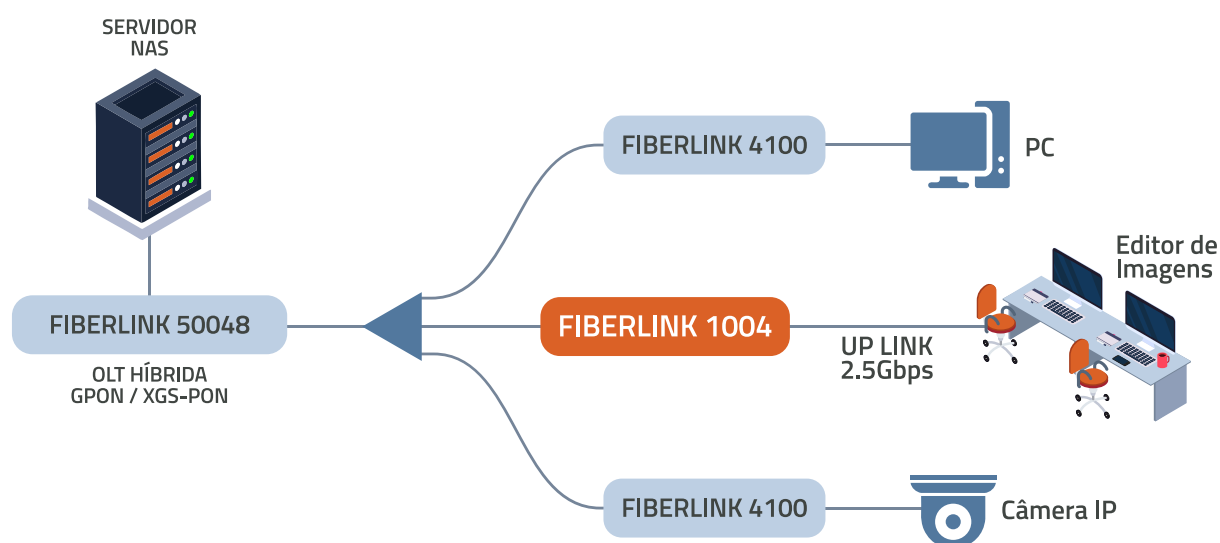 SERVIDOR
NAS
FIBERLINK 4100
PC
Editor de
Imagens
FIBERLINK 50048
FIBERLINK 1004
UP LINK
2.5Gbps
OLT HÍBRIDA
GPON / XGS-PON
FIBERLINK 4100
Câmera IP